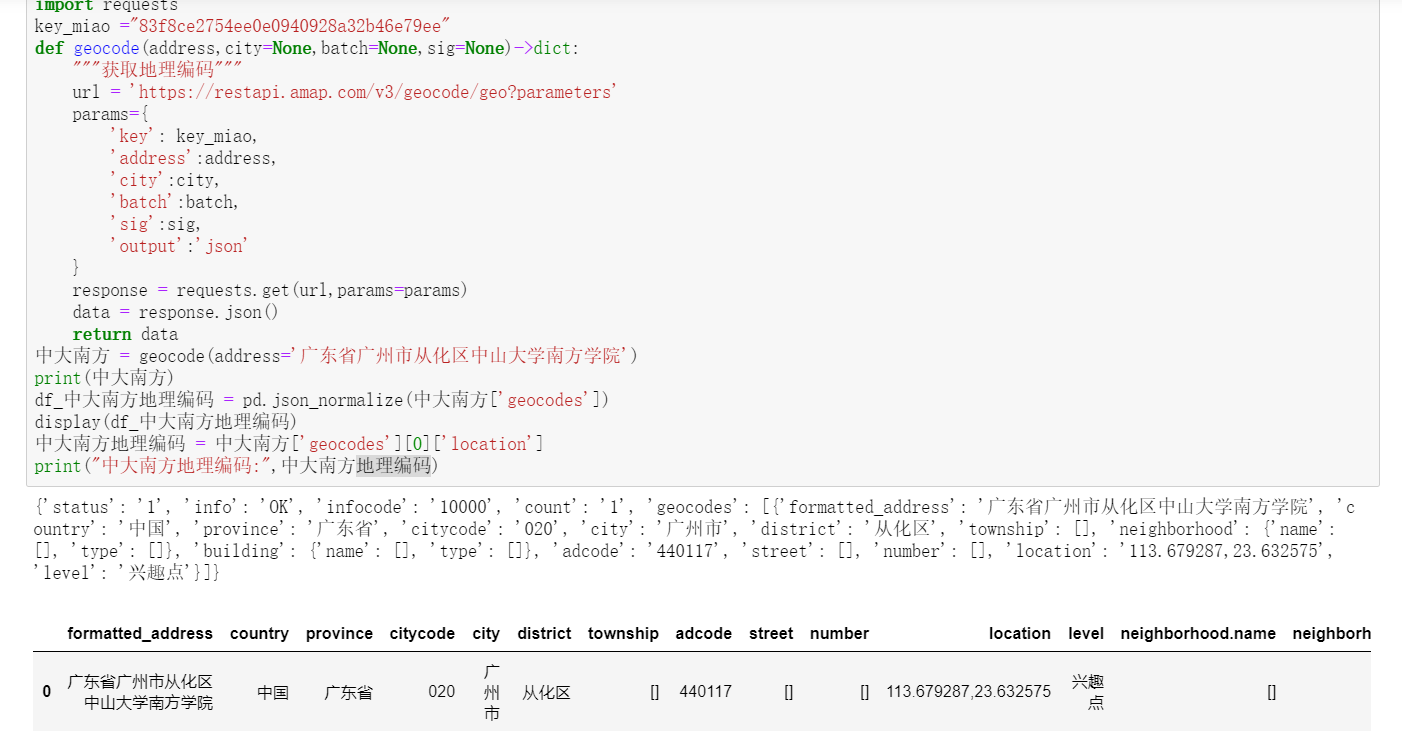 import requests
key_miao ="83f8ce2754ee0e0940928a32b46e79ee"
def geocode(address,city=None,batch=None,sig=None)->dict:
    """获取地理编码"""
    url = 'https://restapi.amap.com/v3/geocode/geo?parameters'
    params={
        'key': key_miao,
        'address':address,
        'city':city,
        'batch':batch,
        'sig':sig,
        'output':'json'
    }
    response = requests.get(url,params=params)
    data = response.json()
    return data
中大南方 = geocode(address='广东省广州市从化区中山大学南方学院')
print(中大南方)
df_中大南方地理编码 = pd.json_normalize(中大南方['geocodes'])
display(df_中大南方地理编码)
中大南方地理编码 = 中大南方['geocodes'][0]['location']
print("中大南方地理编码:",中大南方地理编码)
{'status': '1', 'info': 'OK', 'infocode': '10000', 'count': '1', 'geocodes': [{'formatted_address': '广东省广州市从化区中山大学南方学院', 'c
ountry': '中国', 'province': '广东省', 'citycode': '020', 'city': '广州市', 'district': '从化区', 'township': [], 'neighborhood': {'name':
[], 'type': []}, 'building': {'name': [], 'type': []}, 'adcode': '440117', 'street': [], 'number': [], 'location': '113.679287,23.632575',
'level': '兴趣点'}]}
formatted_address country province citycode city district township adcode street number location level neighborhood.name neighborh
0 广东省广州市从化区中山大学南方学院 中国 广东省 020 广州市 从化区 [] 440117 [] [] 113.679287,23.632575 兴趣点 []